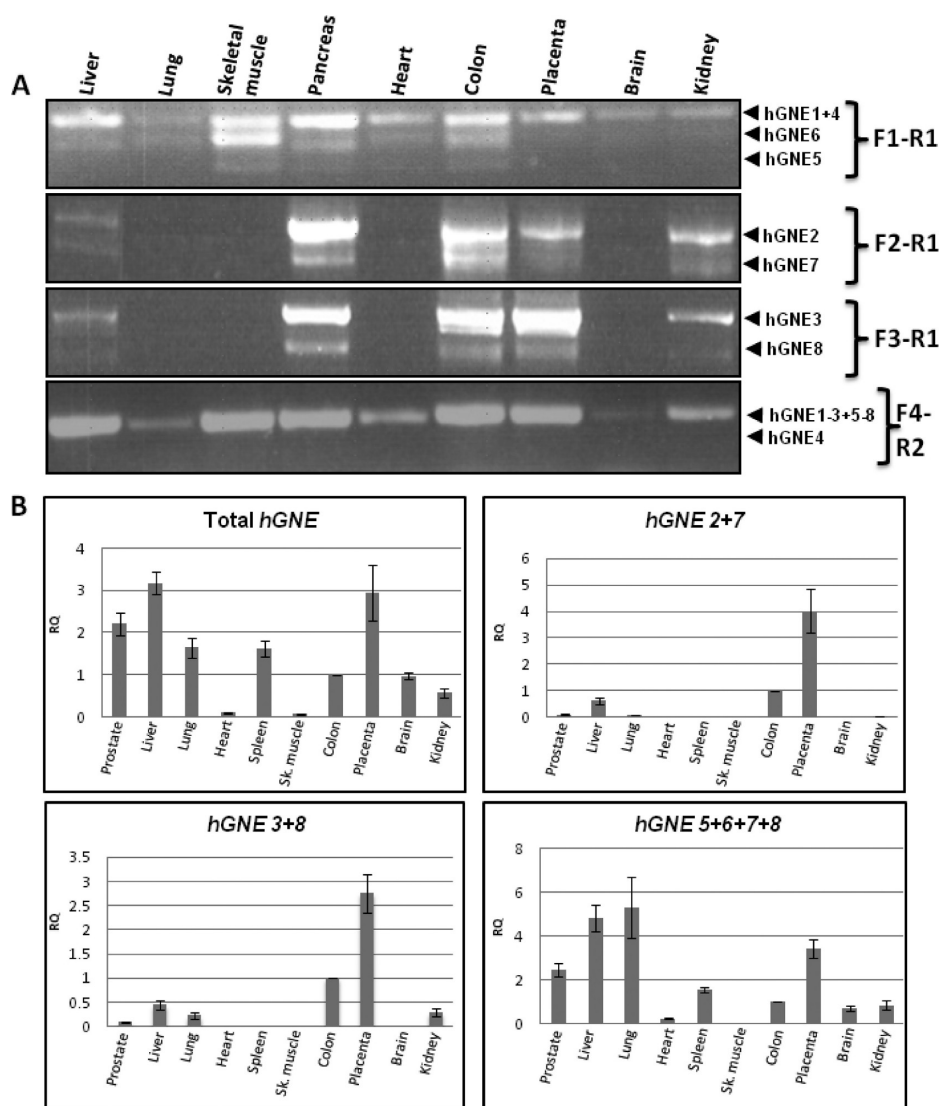 A
Liver
Lung
Skeletal
muscle
Pancreas
Heart
Colon
Placenta
Brain
Kidney
hGNE1+4
hGNE6
hGNE5
F1-R1
hGNE2
hGNE7
F2-R1
hGNE3
hGNE8
F3-R1
hGNE1-3+5-8
hGNE4
F4-
R2
B
Total hGNE
RQ
4
3
2
1
0
Prostate
Liver
Lung
Heart
Spleen
Sk. muscle
Colon
Placenta
Brain
Kidney
hGNE 2+7
RQ
6
5
4
3
2
1
0
Prostate
Liver
Lung
Heart
Spleen
Sk. Muscle
Colon
Placenta
Brain
Kidney
hGNE 3+8
RQ
3.5
3
2.5
2
1.5
1
0.5
0
Prostate
Liver
Lung
Heart
Spleen
Sk. muscle
Colon
Placenta
Brain
Kidney
hGNE 5+6+7+8
RQ
8
6
4
2
0
Prostate
Liver
Lung
Heart
Spleen
Sk. muscle
Colon
Placenta
Brain
Kidney